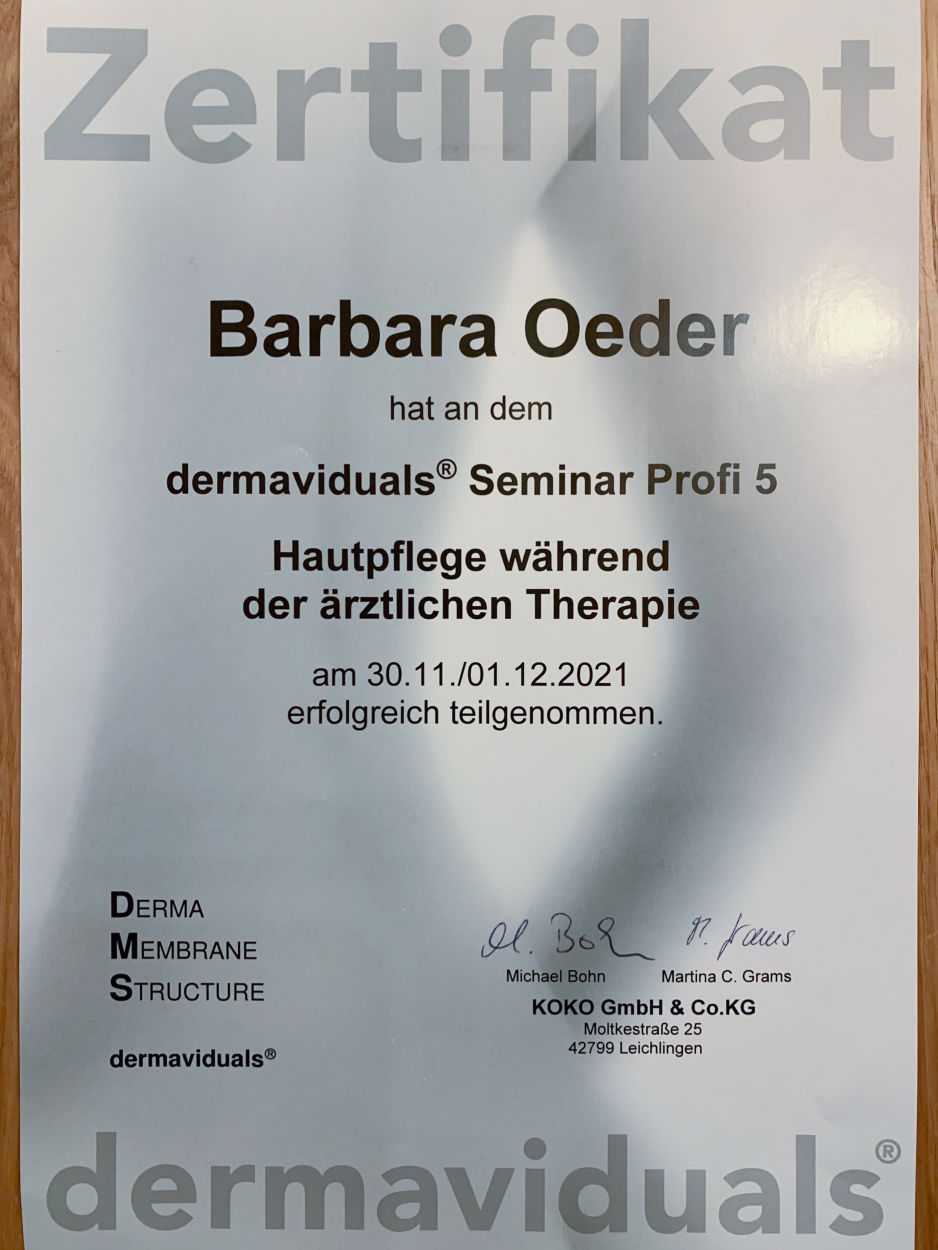 Zertifikat
Barbara Oeder
hat an dem
dermaviduals® Seminar Profi 5
Hautpflege während
der ärztlichen Therapie
am 30.11./01.12.2021
erfolgreich teilgenommen.
DERMA
MEMBRANE
STRUCTURE
dermaviduals®
M. Bohn
M. Grams
Michael Bohn
Martina C. Grams
KOKO GmbH & Co.KG
Moltkestraße 25
42799 Leichlingen
dermaviduals®